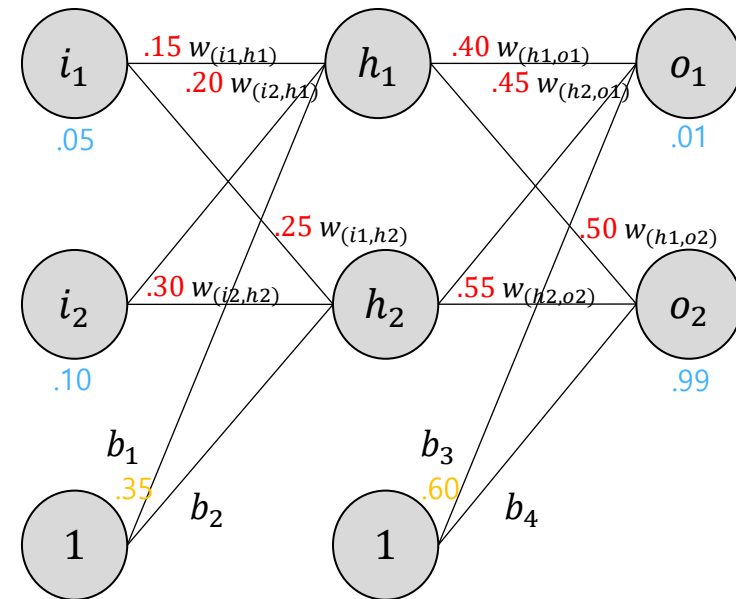 .15 w(i1,h1)
.40 w(h1,o1)
i₁
h₁
o₁
.20 w(i2,h1)
.45 w(h2,o1)
.05
.01
.25 w(i1,h2)
.50 w(h1,o2)
.30 w(i2,h2)
.55 w(h2,o2)
i₂
h₂
o₂
.10
.99
b₁
b₃
.35
.60
b₂
b₄
1
1